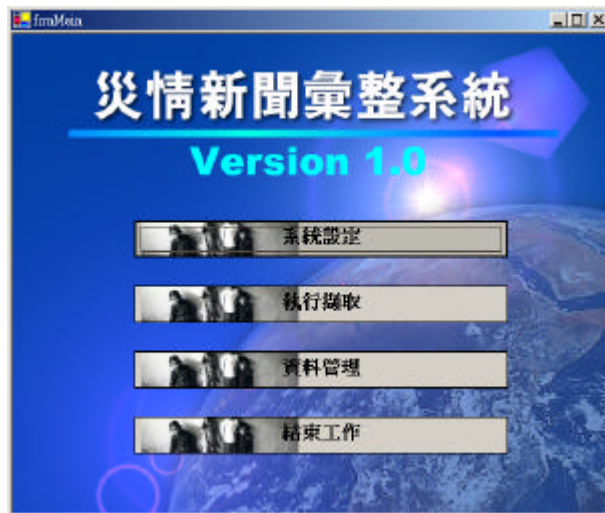 frmMain
災情新聞彙整系統
Version 1.0
系統設定
執行擷取
資料管理
結束工作